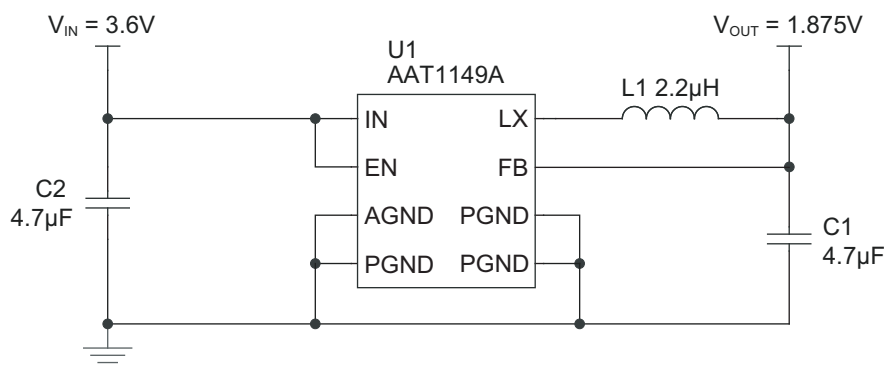 V_IN = 3.6V
V_OUT = 1.875V
U1
AAT1149A
L1 2.2μH
IN
LX
EN
FB
C2
4.7μF
AGND
PGND
C1
4.7μF
PGND
PGND